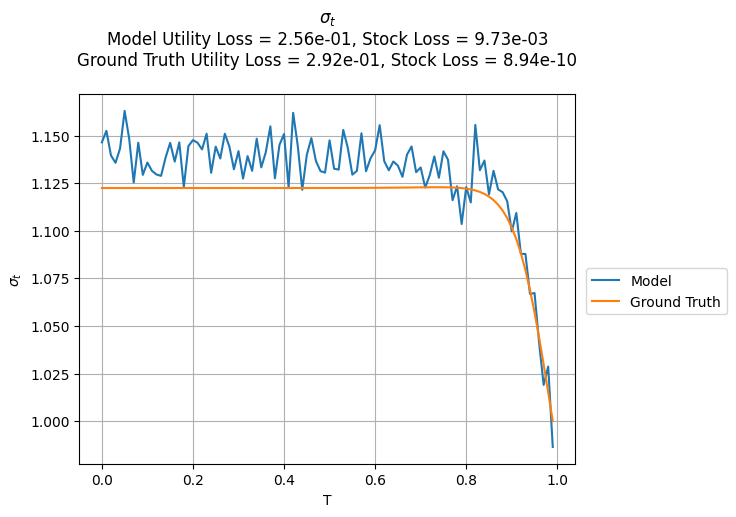 σₜ
Model Utility Loss = 2.56e-01, Stock Loss = 9.73e-03
Ground Truth Utility Loss = 2.92e-01, Stock Loss = 8.94e-10
1.150
1.125
1.100
1.075
1.050
1.025
1.000
σₜ
0.0 0.2 0.4 0.6 0.8 1.0
T
Model
Ground Truth